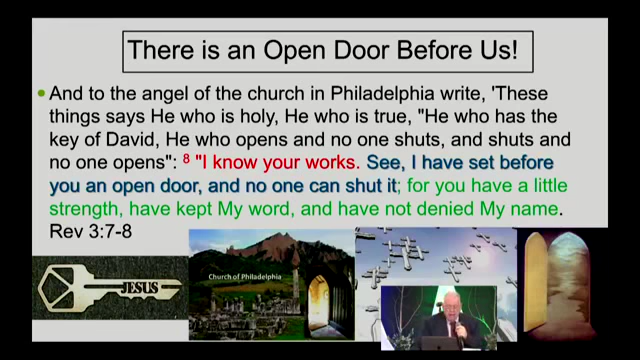 There is an Open Door Before Us!
And to the angel of the church in Philadelphia write, 'These
things says He who is holy, He who is true, "He who has the
key of David, He who opens and no one shuts, and shuts and
no one opens": 8 "I know your works. See, I have set before
you an open door, and no one can shut it; for you have a little
strength, have kept My word, and have not denied My name.
Rev 3:7-8
Church of Philadelphia
JESUS